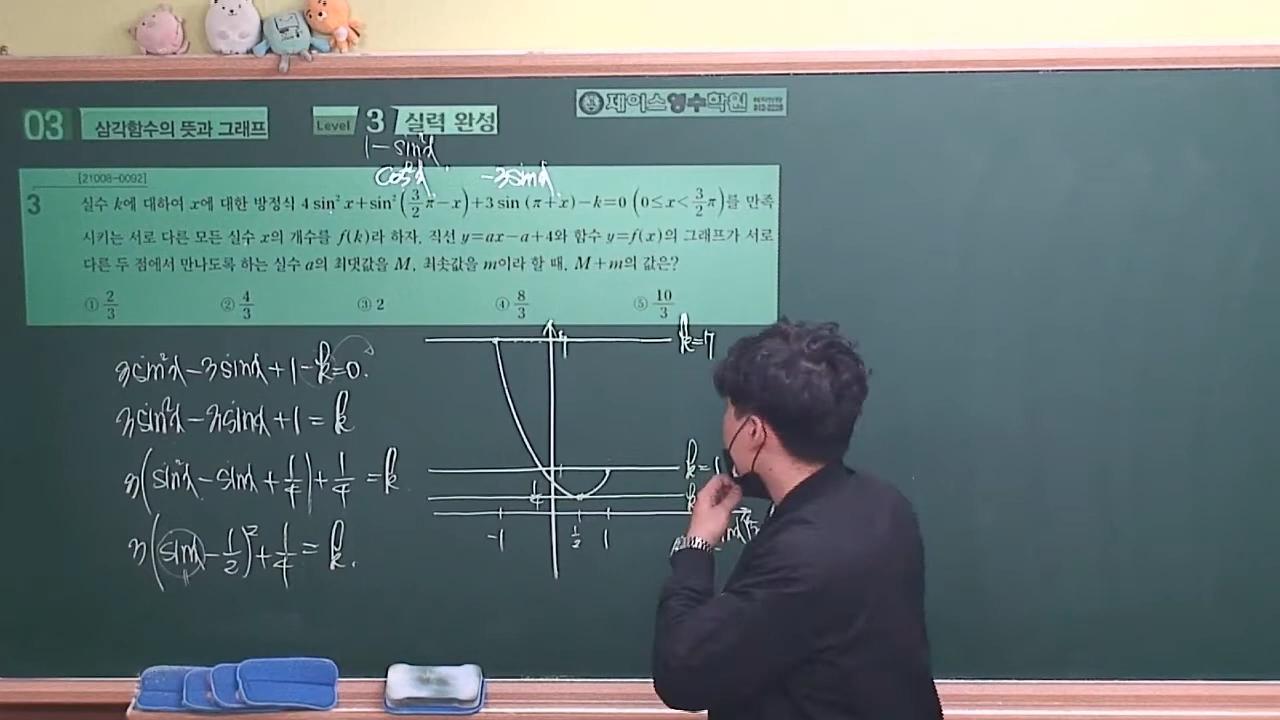 03 삼각함수의 뜻과 그래프 Level 3 실력 완성
제이스영수학원
1-sin²x
cos²x -3sinx
[21008-0092]
3 실수 k에 대하여 x에 대한 방정식 4 sin² x+sin²(3/2 π-x)+3 sin (π+x)-k=0 (0≤x<3/2 π)를 만족
시키는 서로 다른 모든 실수 x의 개수를 f(k)라 하자. 직선 y=ax-a+4와 함수 y=f(x)의 그래프가 서로
다른 두 점에서 만나도록 하는 실수 a의 최댓값을 M, 최솟값을 m이라 할 때, M+m의 값은?
① 2/3 ② 4/3 ③ 2 ④ 8/3 ⑤ 10/3
3sin²x-3sinx+1-k=0.
3sin²x-3sinx+1=k
3(sin²x-sinx+1/4)+1/4=k
3(sinx-1/2)²+1/4=k.
k=7
k=1
1/4 k
-1 1/2 1